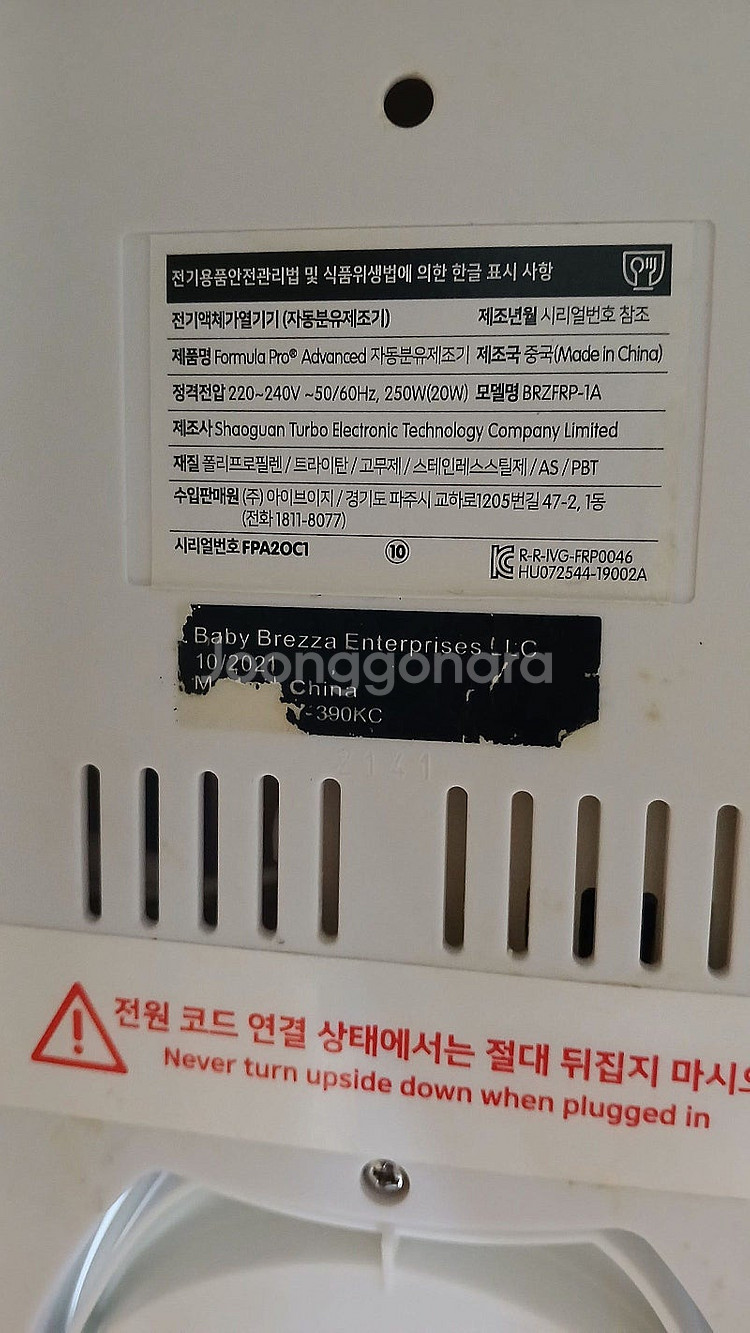 전기용품안전관리법 및 식품위생법에 의한 한글 표시 사항
전기액체가열기기 (자동분유제조기) 제조년월 시리얼번호 참조
제품명 Formula Pro® Advanced 자동분유제조기 제조국 중국(Made in China)
정격전압 220~240V ~50/60Hz, 250W(20W) 모델명 BRZFRP-1A
제조사 Shaoguan Turbo Electronic Technology Company Limited
재질 폴리프로필렌 / 트라이탄 / 고무제 / 스테인레스스틸제 / AS / PBT
수입판매원 (주) 아이브이지 / 경기도 파주시 교하로1205번길 47-2, 1동
(전화 1811-8077)
시리얼번호 FPA2OC1 ⑩ R-R-IVG-FRP0046
HU072544-19002A
Baby Brezza Enterprises LLC
10/2021
China
-390KC
Joonggonara
2141
전원 코드 연결 상태에서는 절대 뒤집지 마시오
Never turn upside down when plugged in